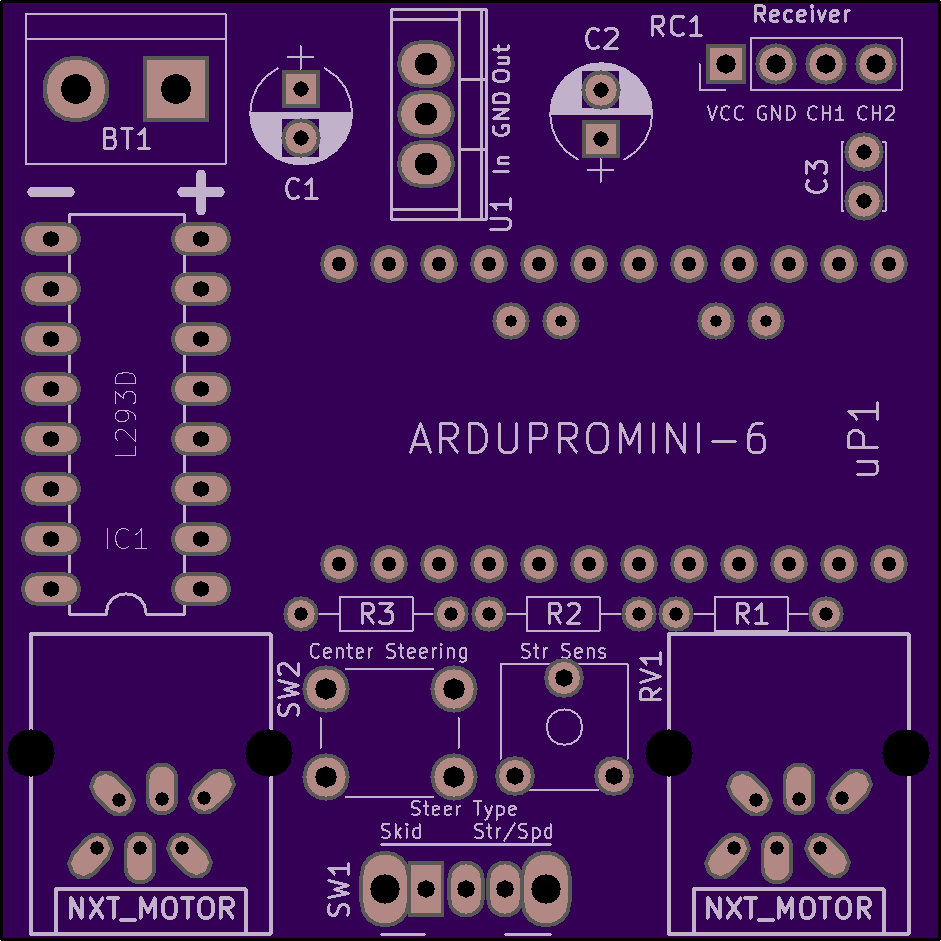 Receiver
RC1
C2
VCC GND CH1 CH2
BT1
C1
In GND Out
U1
C3
L293D
IC1
ARDUPROMINI-6
uP1
R3
R2
R1
Center Steering
SW2
Str Sens
RV1
Steer Type
Skid Str/Spd
SW1
NXT_MOTOR
NXT_MOTOR